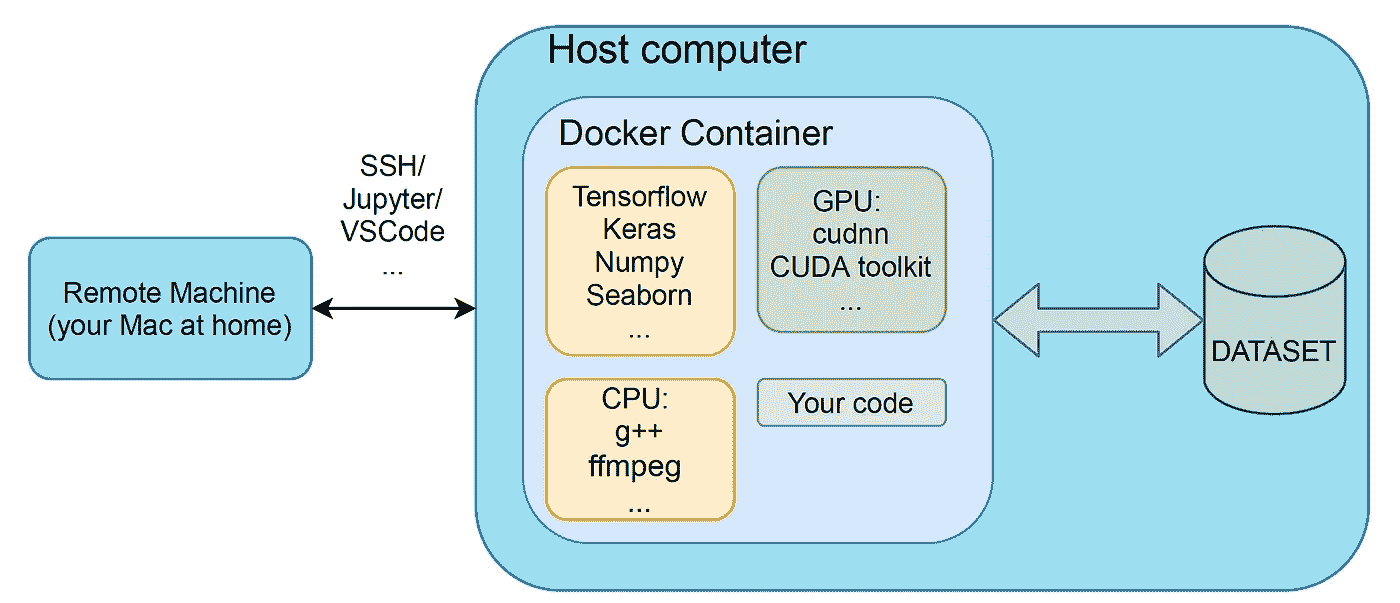 Host computer
Docker Container
SSH/
Jupyter/
VSCode
...
Remote Machine
(your Mac at home)
Tensorflow
Keras
Numpy
Seaborn
...
GPU:
cudnn
CUDA toolkit
...
CPU:
g++
ffmpeg
...
Your code
DATASET